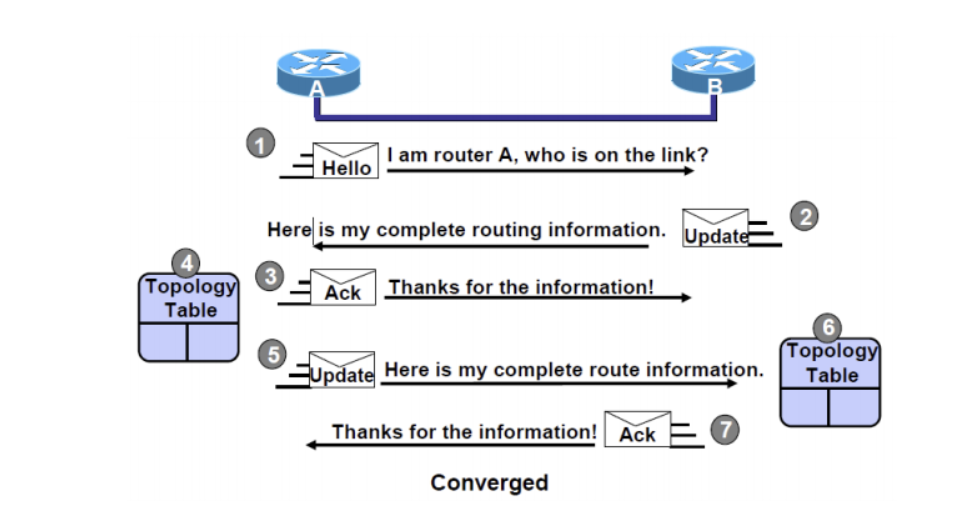 A
B
1
I am router A, who is on the link?
Hello
2
Here is my complete routing information.
Update
4
3
Topology
Table
Ack
Thanks for the information!
6
5
Topology
Table
Update
Here is my complete route information.
Thanks for the information!
Ack
7
Converged